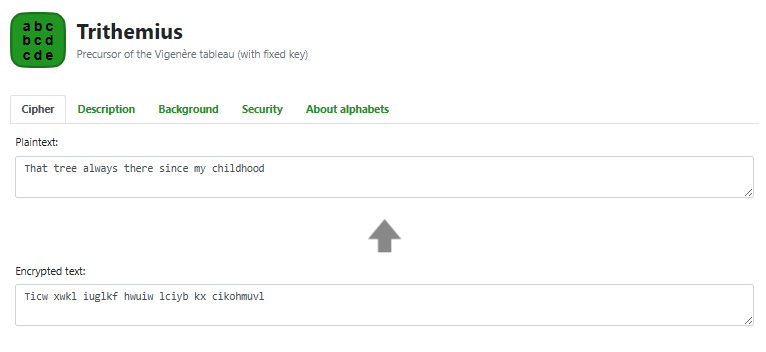 a b c
b c d
c d e
Trithemius
Precursor of the Vigenère tableau (with fixed key)
Cipher Description Background Security About alphabets
Plaintext:
That tree always there since my childhood
Encrypted text:
Ticw xwkl iuglkf hwuiw lciyb kx cikohmuvl